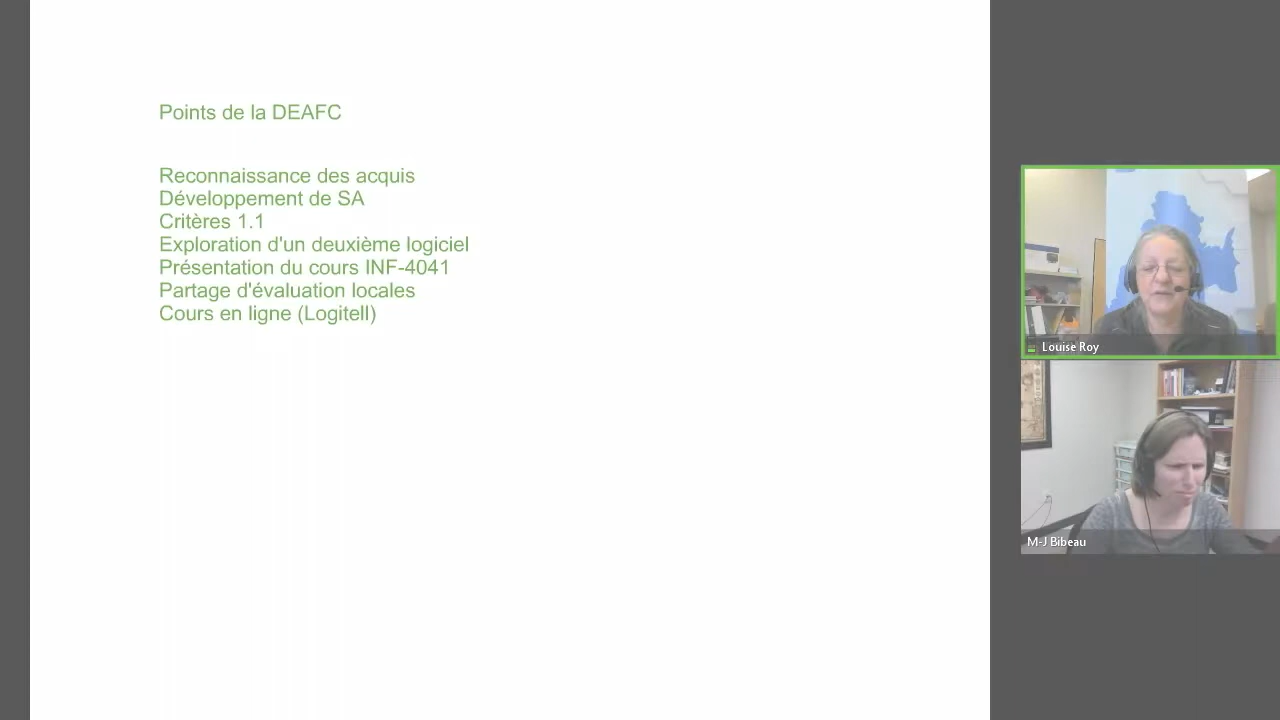 Points de la DEAFC
Reconnaissance des acquis
Développement de SA
Critères 1.1
Exploration d'un deuxième logiciel
Présentation du cours INF-4041
Partage d'évaluation locales
Cours en ligne (Logitell)
Louise Roy
M-J Bibeau